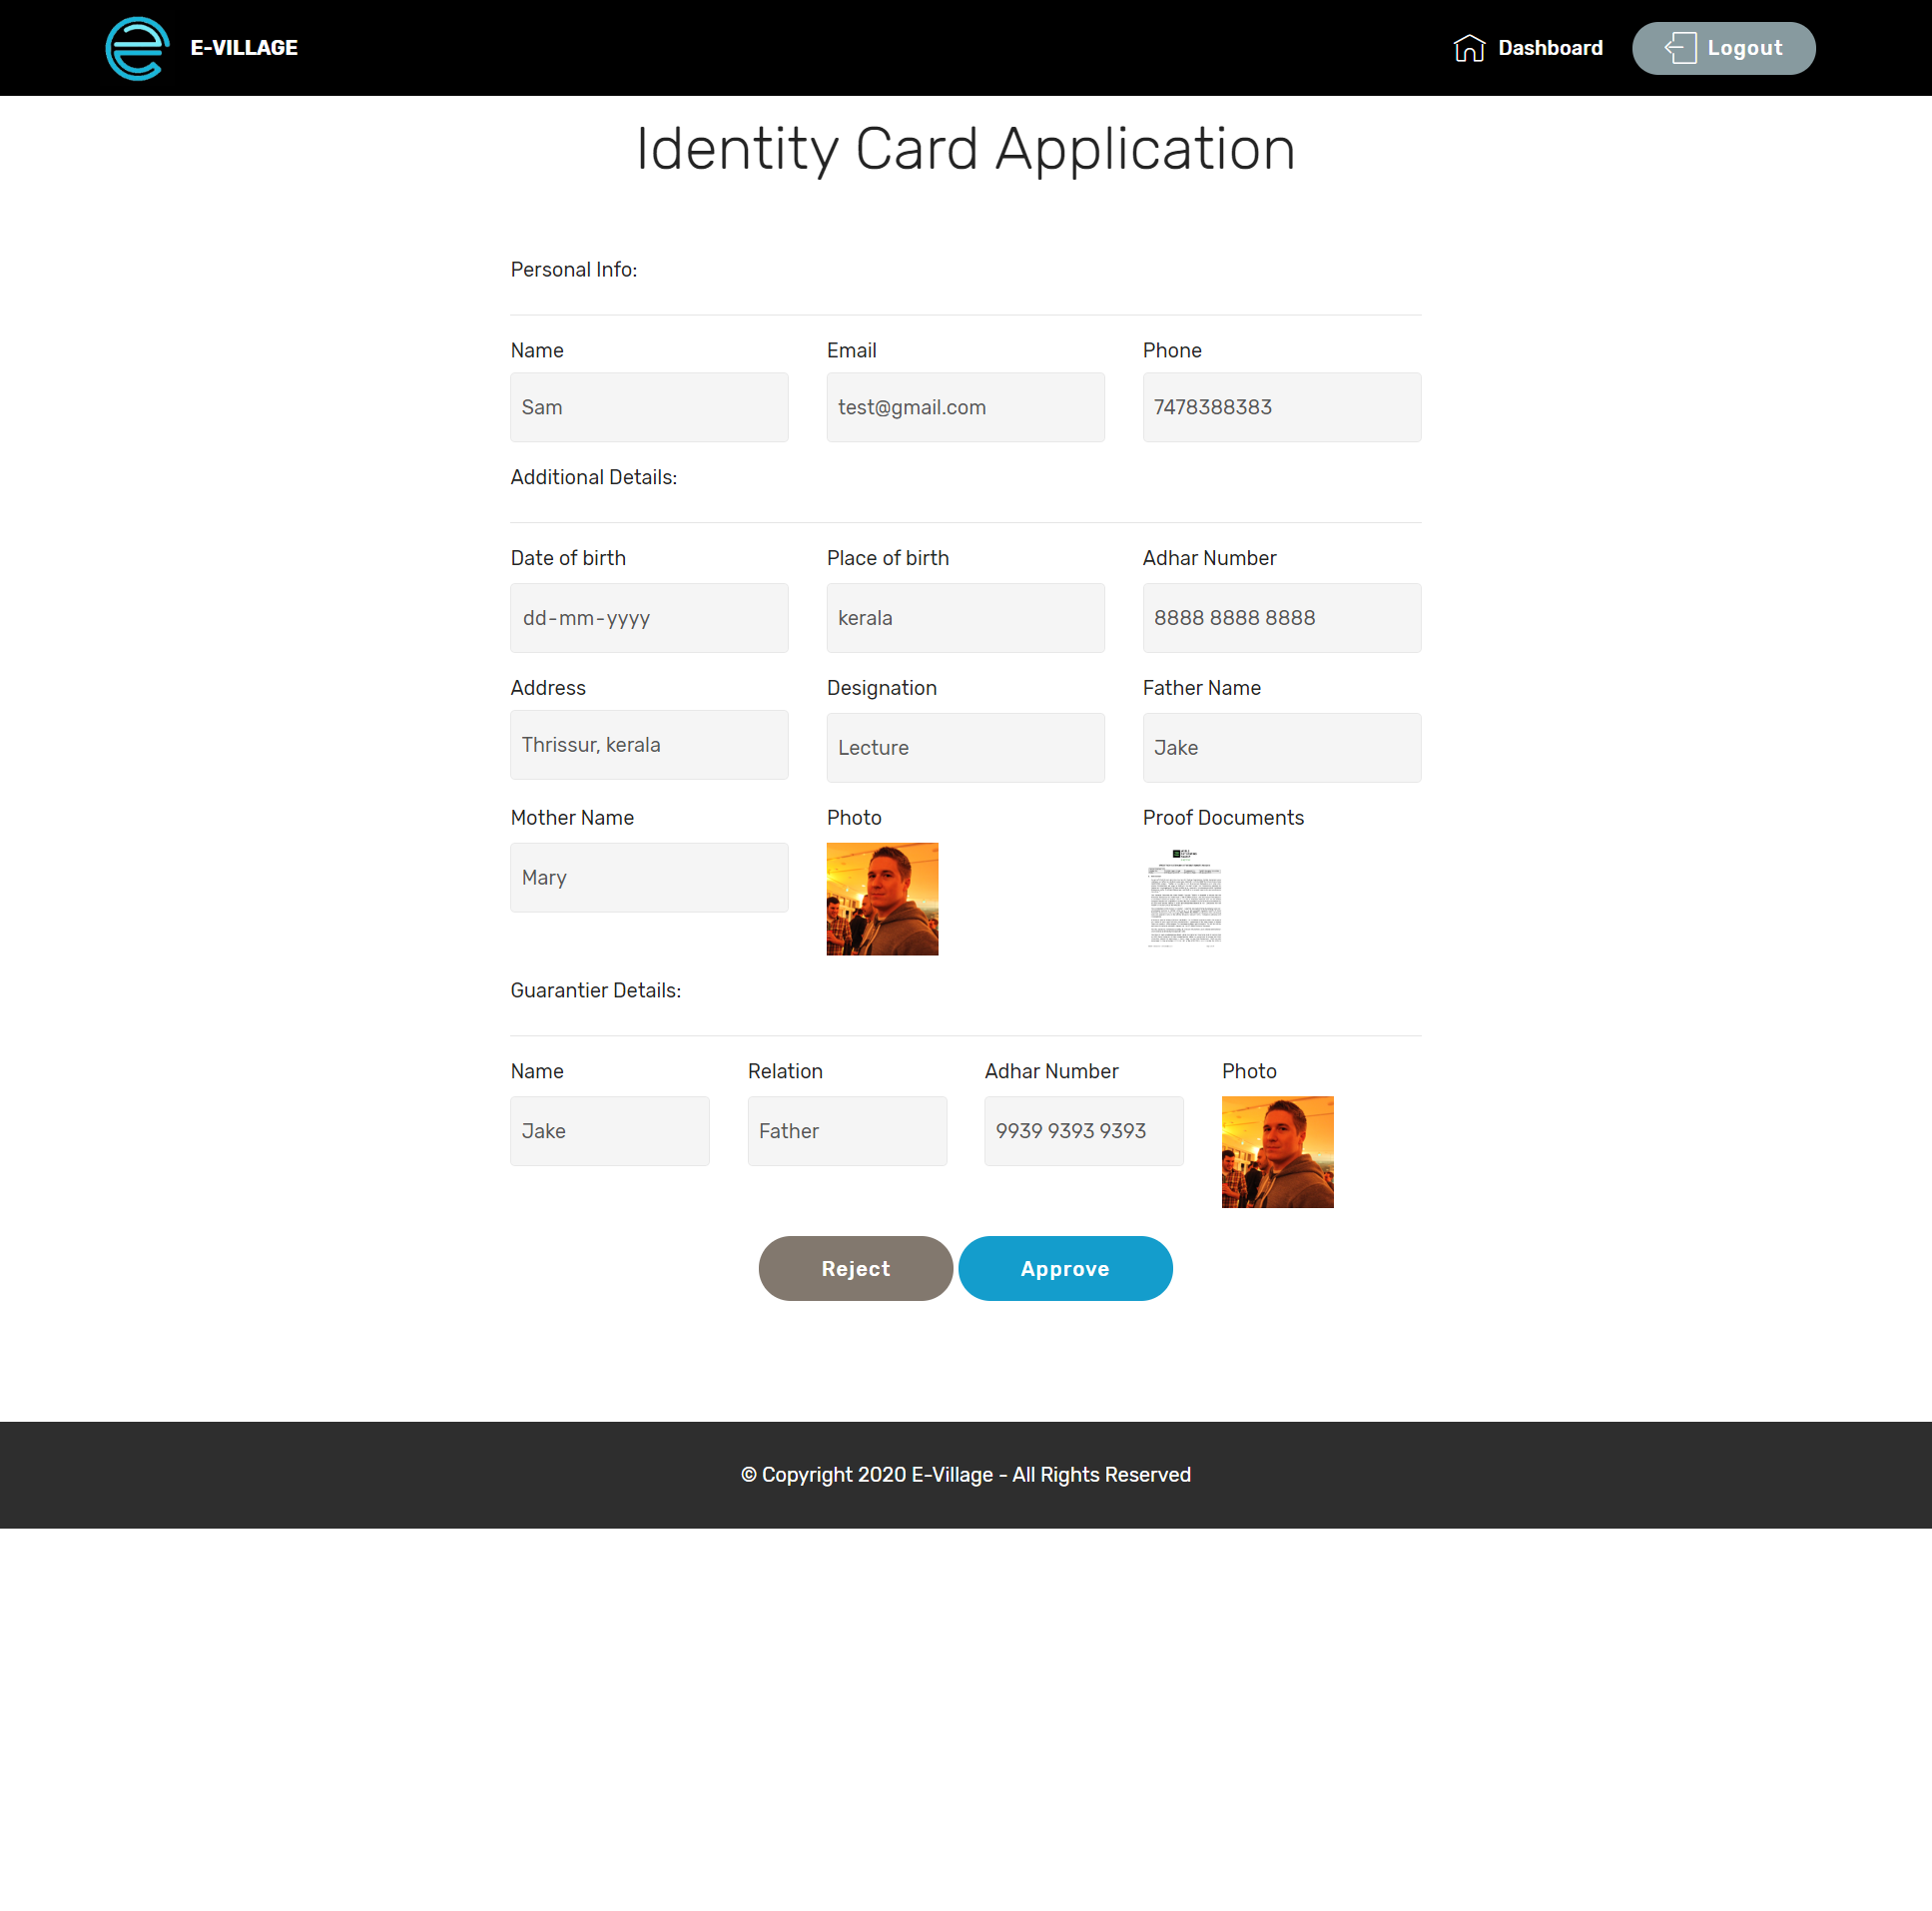 E-VILLAGE
Dashboard
Logout
Identity Card Application
Personal Info:
Name Email Phone
Sam test@gmail.com 7478388383
Additional Details:
Date of birth Place of birth Adhar Number
dd-mm-yyyy kerala 8888 8888 8888
Address Designation Father Name
Thrissur, kerala Lecture Jake
Mother Name Photo Proof Documents
Mary
Guarantier Details:
Name Relation Adhar Number Photo
Jake Father 9939 9393 9393
Reject Approve
© Copyright 2020 E-Village - All Rights Reserved